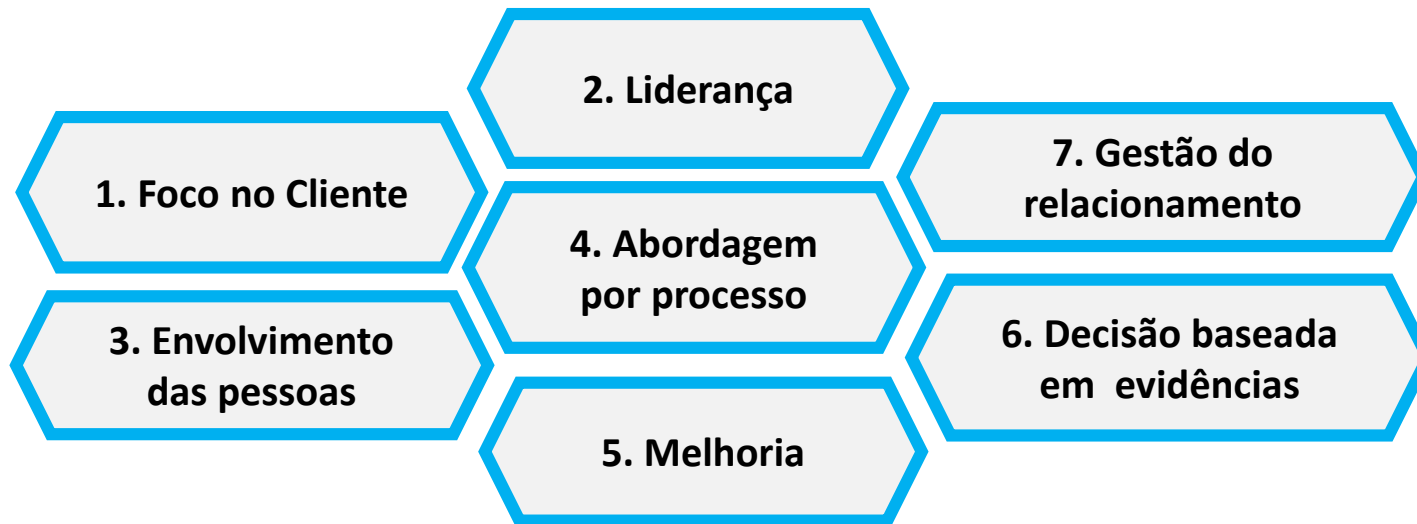 2. Liderança
1. Foco no Cliente
7. Gestão do
relacionamento
4. Abordagem
por processo
3. Envolvimento
das pessoas
6. Decisão baseada
em  evidências
5. Melhoria